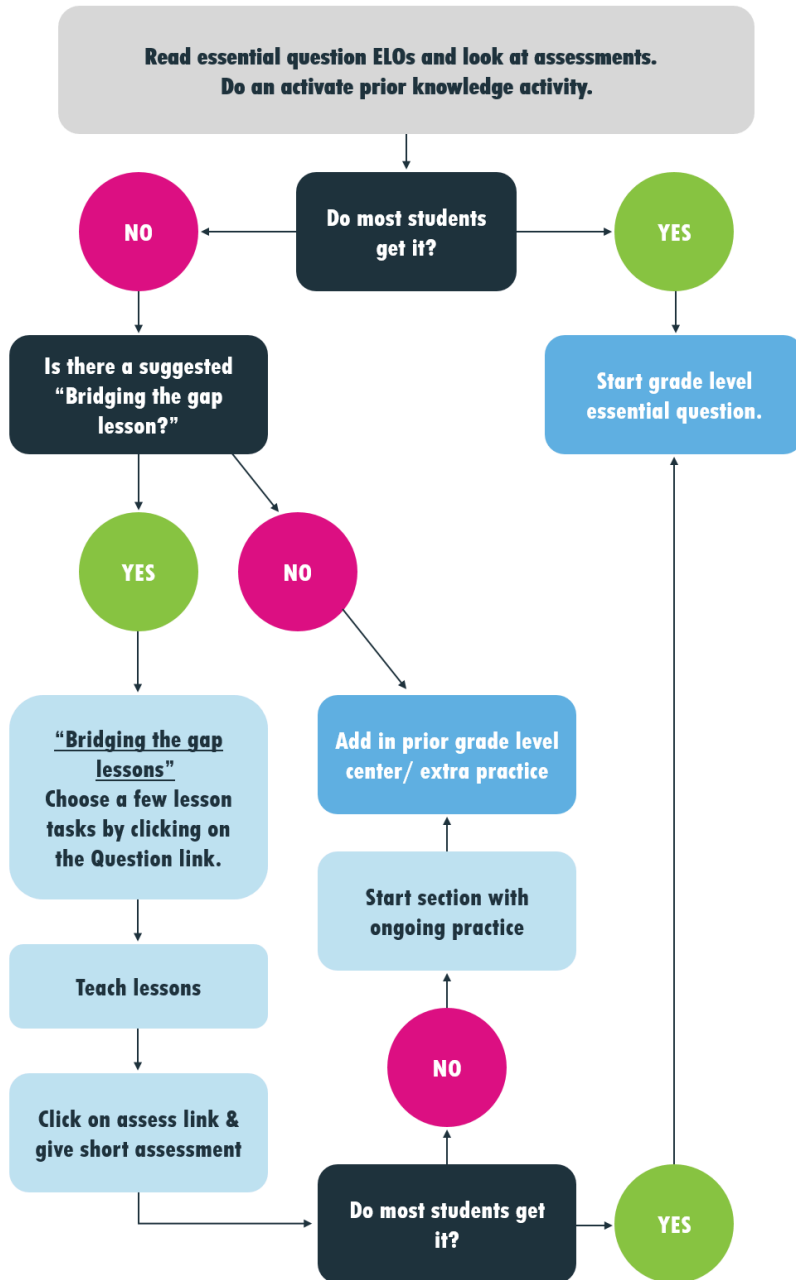 Read essential question ELOs and look at assessments.
Do an activate prior knowledge activity.
NO
Do most students
get it?
YES
Is there a suggested
“Bridging the gap
lesson?”
Start grade level
essential question.
YES
NO
“Bridging the gap
lessons”
Choose a few lesson
tasks by clicking on
the Question link.
Add in prior grade level
center/ extra practice
Start section with
ongoing practice
Teach lessons
NO
Click on assess link &
give short assessment
Do most students get
it?
YES